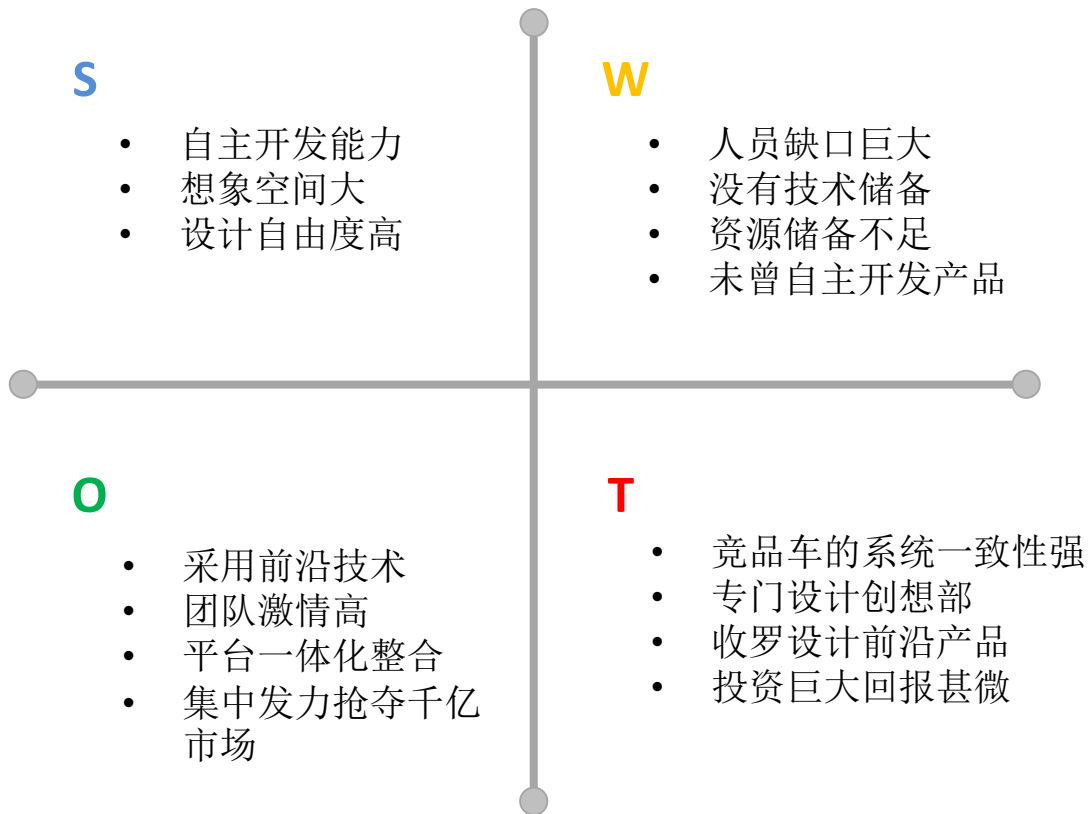 S
• 自主开发能力
• 想象空间大
• 设计自由度高
W
• 人员缺口巨大
• 没有技术储备
• 资源储备不足
• 未曾自主开发产品
O
• 采用前沿技术
• 团队激情高
• 平台一体化整合
• 集中发力抢夺千亿
市场
T
• 竞品车的系统一致性强
• 专门设计创想部
• 收罗设计前沿产品
• 投资巨大回报甚微